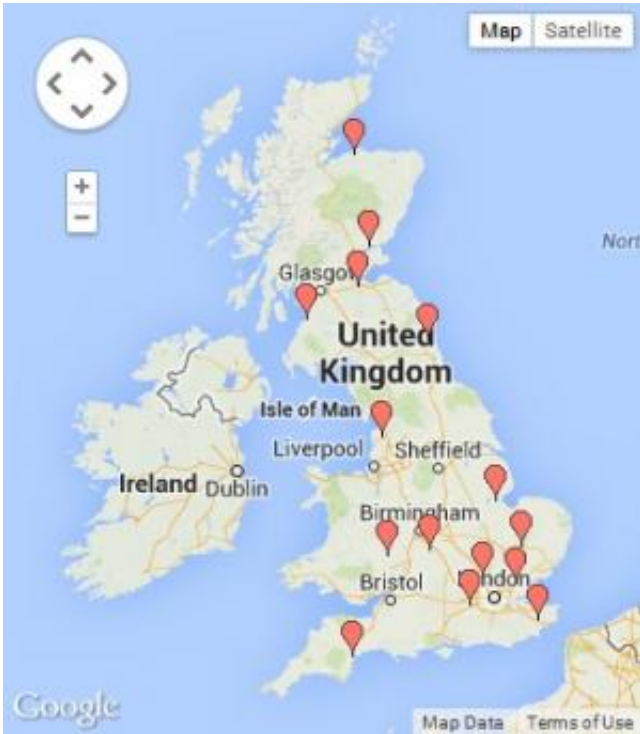 Map Satellite
+
−
Nort
Glasgow
United
Kingdom
Isle of Man
Liverpool Sheffield
Ireland Dublin
Birmingham
Bristol London
Google
Map Data Terms of Use